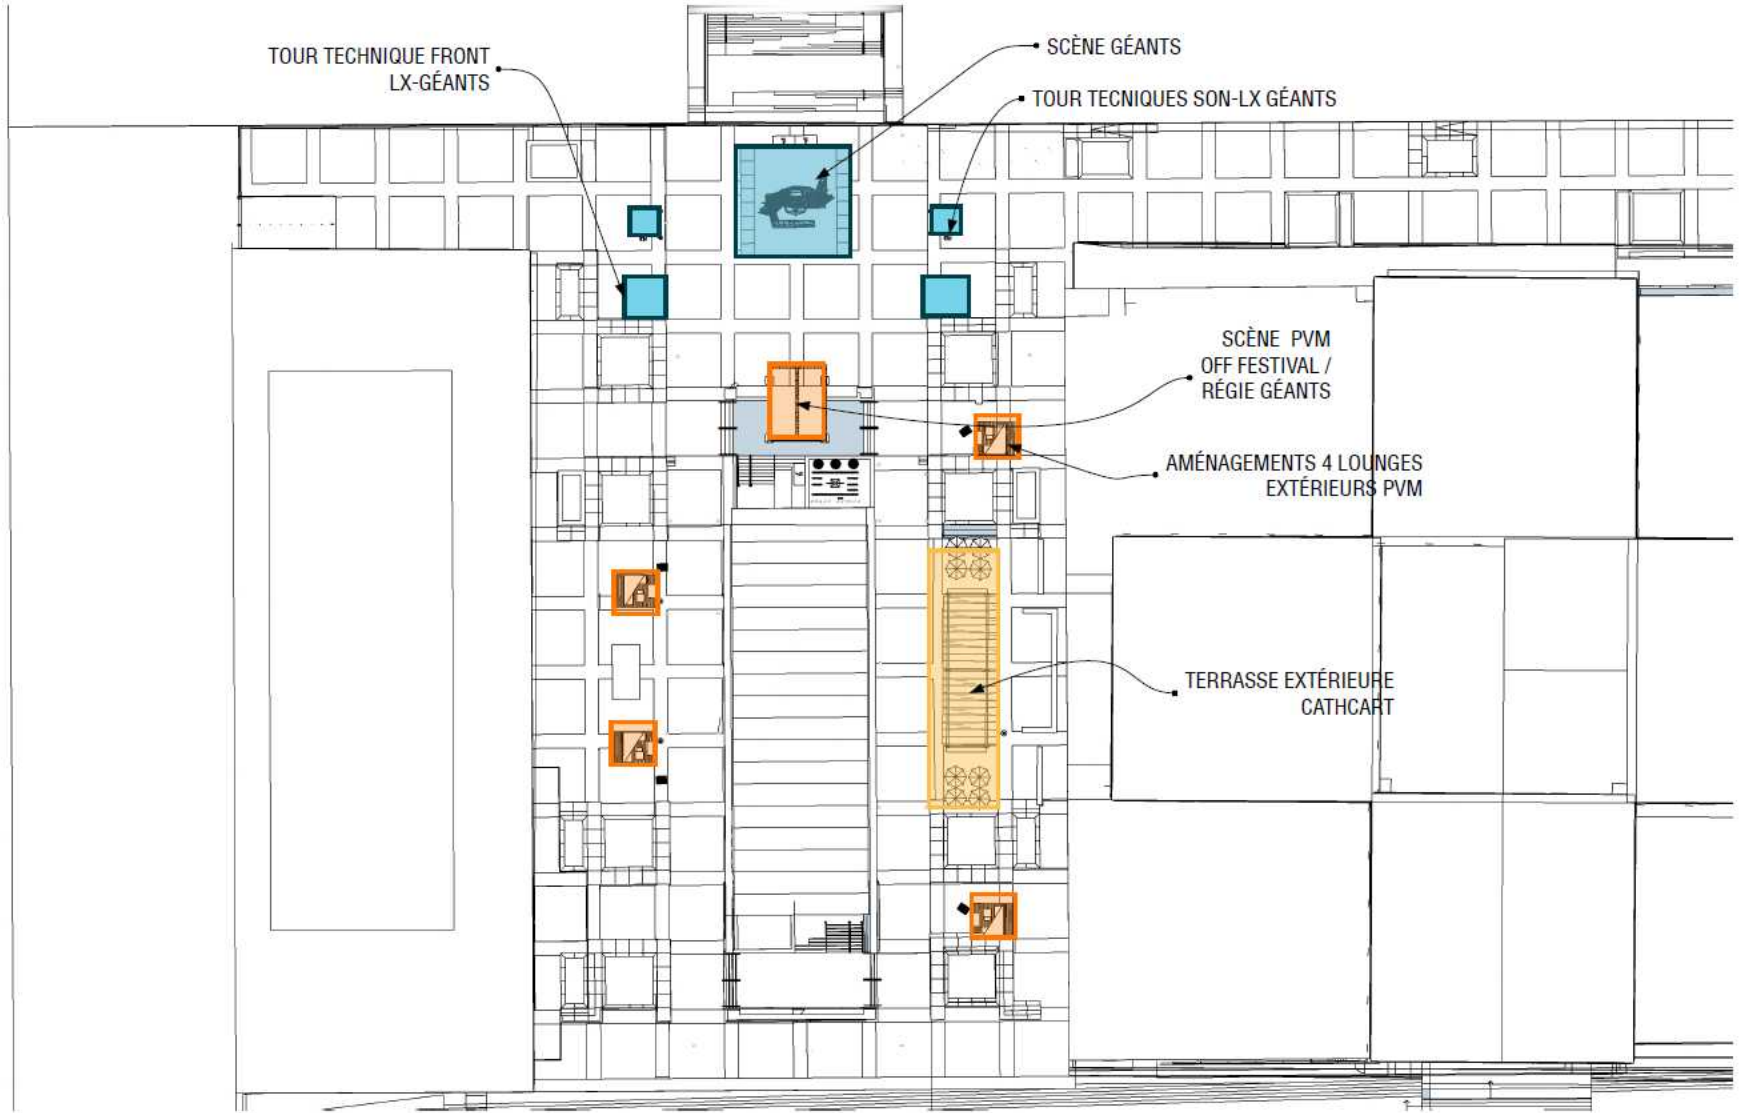 TOUR TECHNIQUE FRONT
LX-GÉANTS
SCÈNE GÉANTS
TOUR TECNIQUES SON-LX GÉANTS
SCÈNE PVM
OFF FESTIVAL /
RÉGIE GÉANTS
AMÉNAGEMENTS 4 LOUNGES
EXTÉRIEURS PVM
TERRASSE EXTÉRIEURE
CATHCART